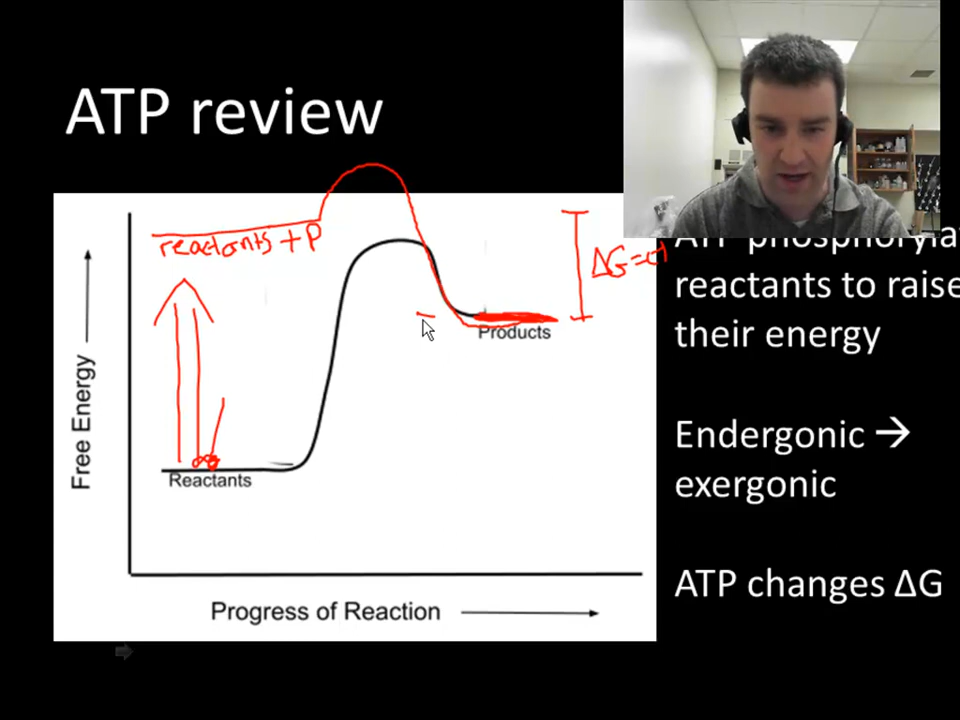 ATP review
reactants + P
ΔG=
Free Energy
Reactants
Products
Progress of Reaction
ATP
reactants to raise
their energy
Endergonic →
exergonic
ATP changes ΔG